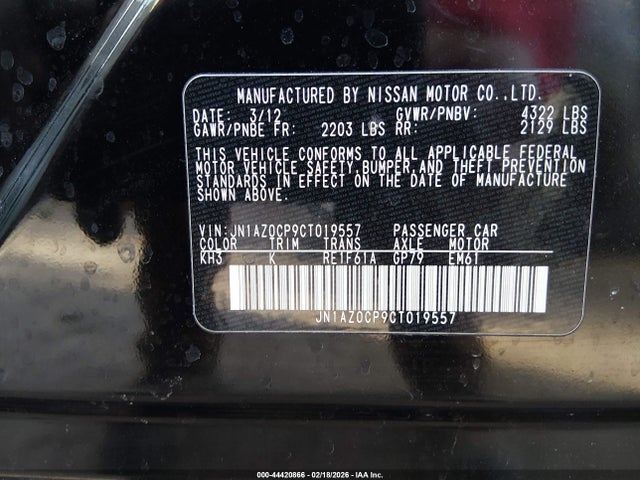 MANUFACTURED BY NISSAN MOTOR CO.,LTD.
DATE: 3/12 GVWR/PNBV: 4322 LBS
GAWR/PNBE FR: 2203 LBS RR: 2129 LBS
THIS VEHICLE CONFORMS TO ALL APPLICABLE FEDERAL
MOTOR VEHICLE SAFETY,BUMPER,AND THEFT PREVENTION
STANDARDS IN EFFECT ON THE DATE OF MANUFACTURE
SHOWN ABOVE.
VIN:JN1AZ0CP9CT019557 PASSENGER CAR
COLOR TRIM TRANS AXLE MOTOR
KH3 K RE1F61A GP79 EM61
JN1AZ0CP9CT019557
000-44420866 - 02/18/2026 - IAA Inc.